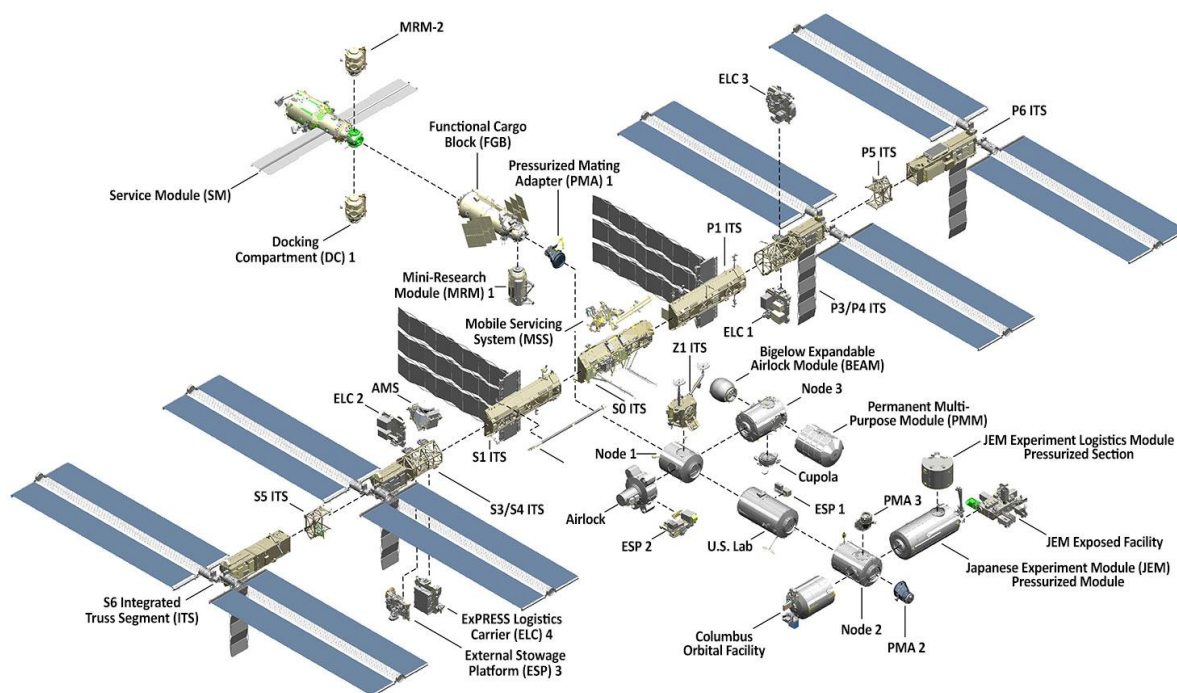 MRM-2
ELC 3
P6 ITS
Functional Cargo
Block (FGB)
Pressurized Mating
Adapter (PMA) 1
P5 ITS
Service Module (SM)
P1 ITS
Docking
Compartment (DC) 1
Mini-Research
Module (MRM) 1
P3/P4 ITS
Mobile Servicing
System (MSS)
ELC 1
Z1 ITS
Bigelow Expandable
Airlock Module (BEAM)
Node 3
AMS
ELC 2
S0 ITS
Permanent Multi-
Purpose Module (PMM)
S1 ITS
Node 1
JEM Experiment Logistics Module
Pressurized Section
Cupola
S5 ITS
S3/S4 ITS
Airlock
ESP 1
PMA 3
ESP 2
U.S. Lab
JEM Exposed Facility
Japanese Experiment Module (JEM)
Pressurized Module
S6 Integrated
Truss Segment (ITS)
ExPRESS Logistics
Carrier (ELC) 4
External Stowage
Platform (ESP) 3
Columbus
Orbital Facility
Node 2
PMA 2